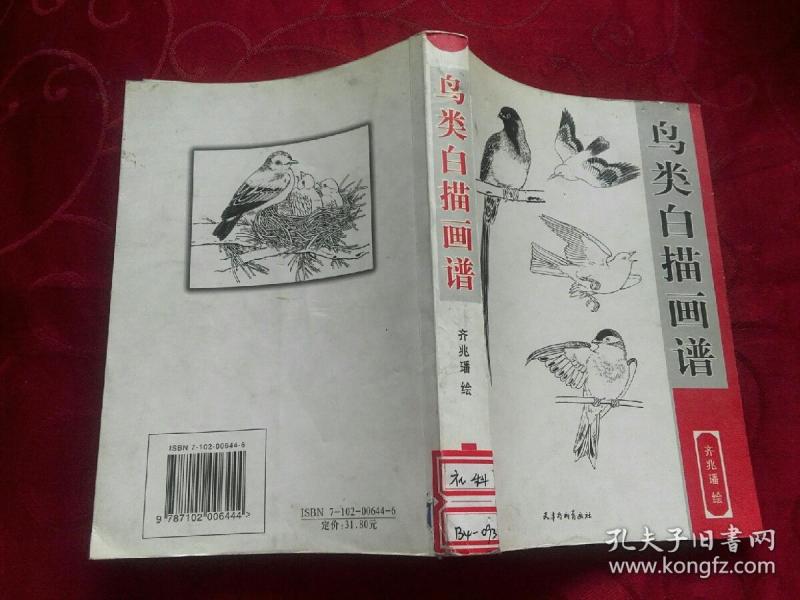 鸟类白描画谱
齐兆璠 绘
ISBN 7-102-00644-6
9 787102 006444 >
ISBN 7-102-00644-6
定价:31.80元
鸟类白描画谱
齐兆璠 绘
孔夫子旧书网
www.kongfz.com